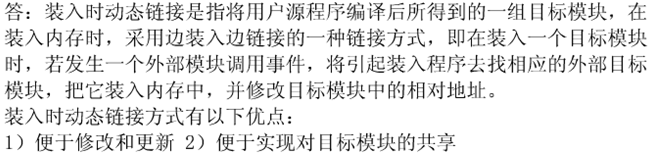 答：装入时动态链接是指将用户源程序编译后所得到的一组目标模块，在
装入内存时，采用边装入边链接的一种链接方式，即在装入一个目标模块
时，若发生一个外部模块调用事件，将引起装入程序去找相应的外部目标
模块，把它装入内存中，并修改目标模块中的相对地址。
装入时动态链接方式有以下优点：
1）便于修改和更新 2）便于实现对目标模块的共享